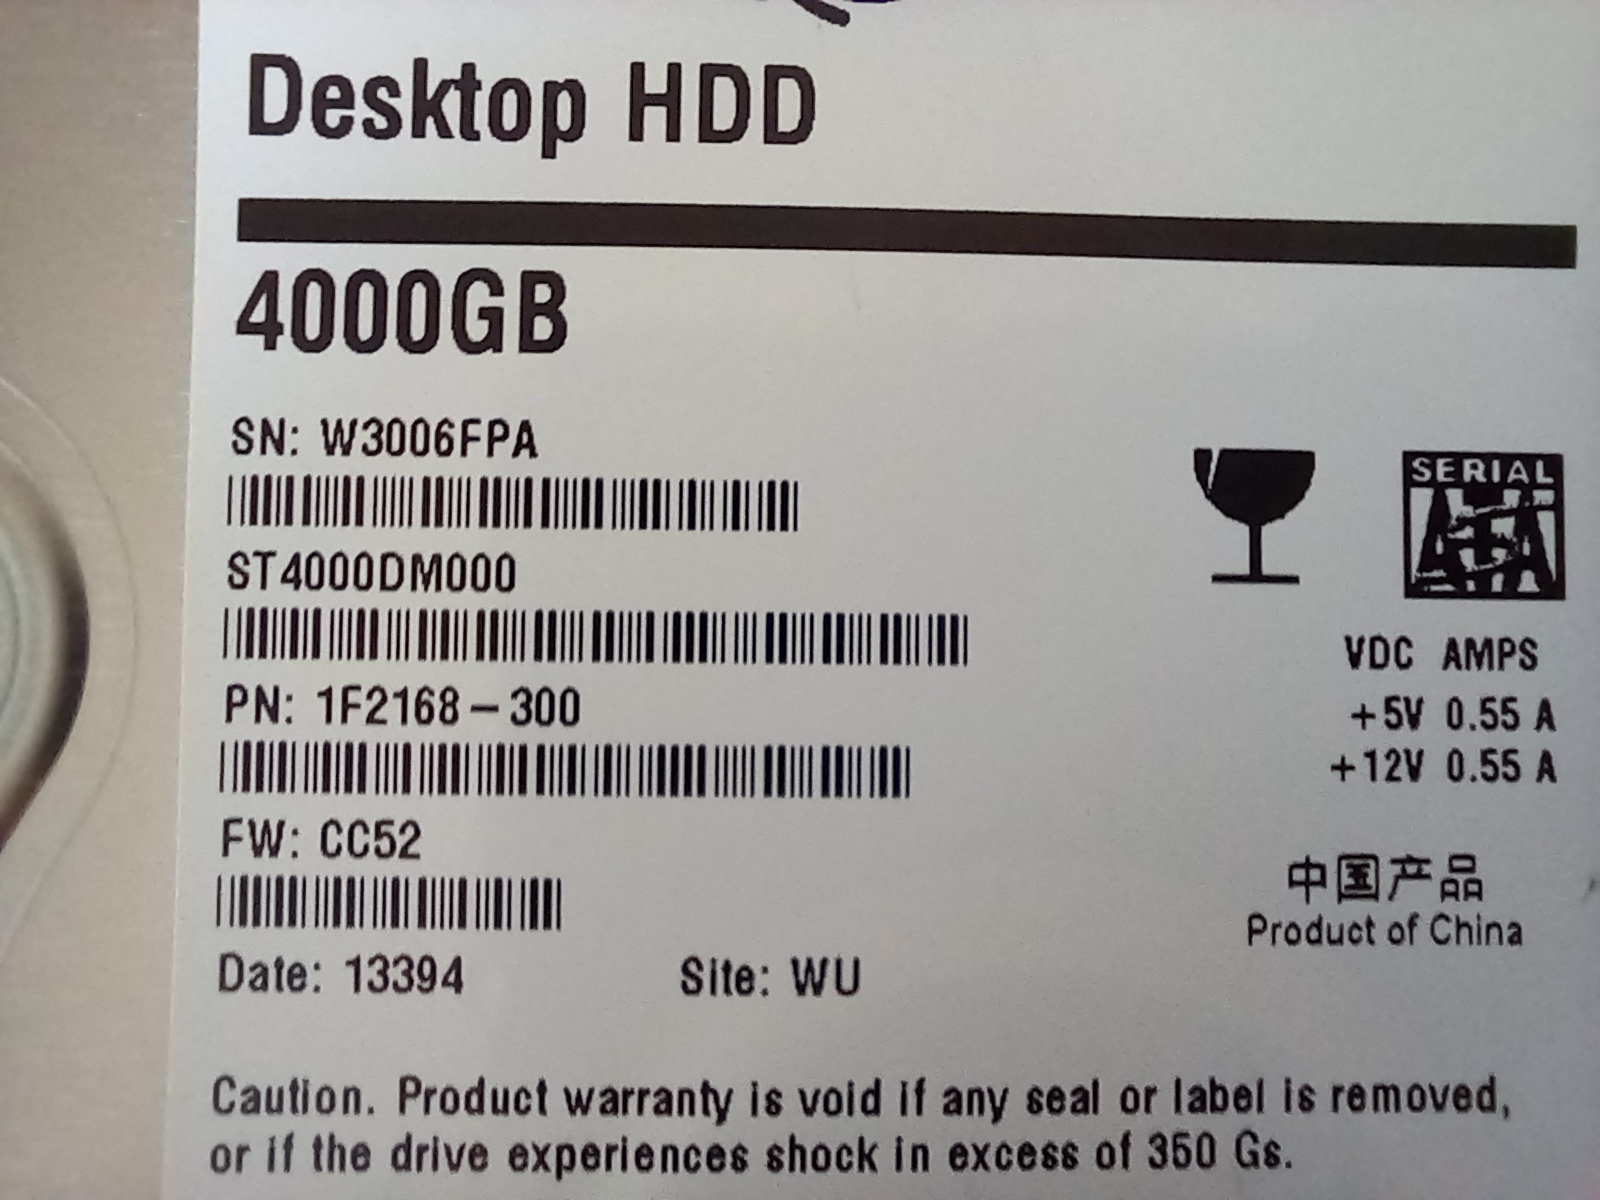 Desktop HDD
4000GB
SN: W3006FPA
ST4000DM000
PN: 1F2168-300
FW: CC52
Date: 13394 Site: WU
SERIAL
ATA
VDC AMPS
+5V 0.55 A
+12V 0.55 A
中国产品
Product of China
Caution. Product warranty is void if any seal or label is removed,
or if the drive experiences shock in excess of 350 Gs.